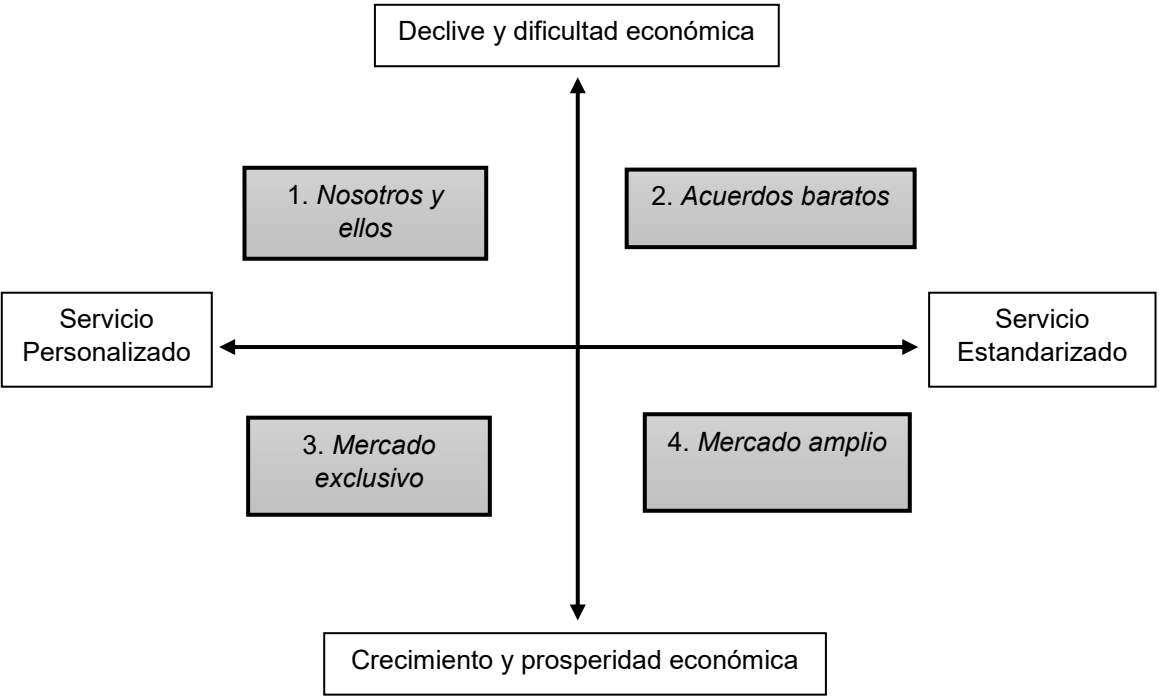 Declive y dificultad económica
1. Nosotros y
ellos
2. Acuerdos baratos
Servicio
Personalizado
Servicio
Estandarizado
3. Mercado
exclusivo
4. Mercado amplio
Crecimiento y prosperidad económica